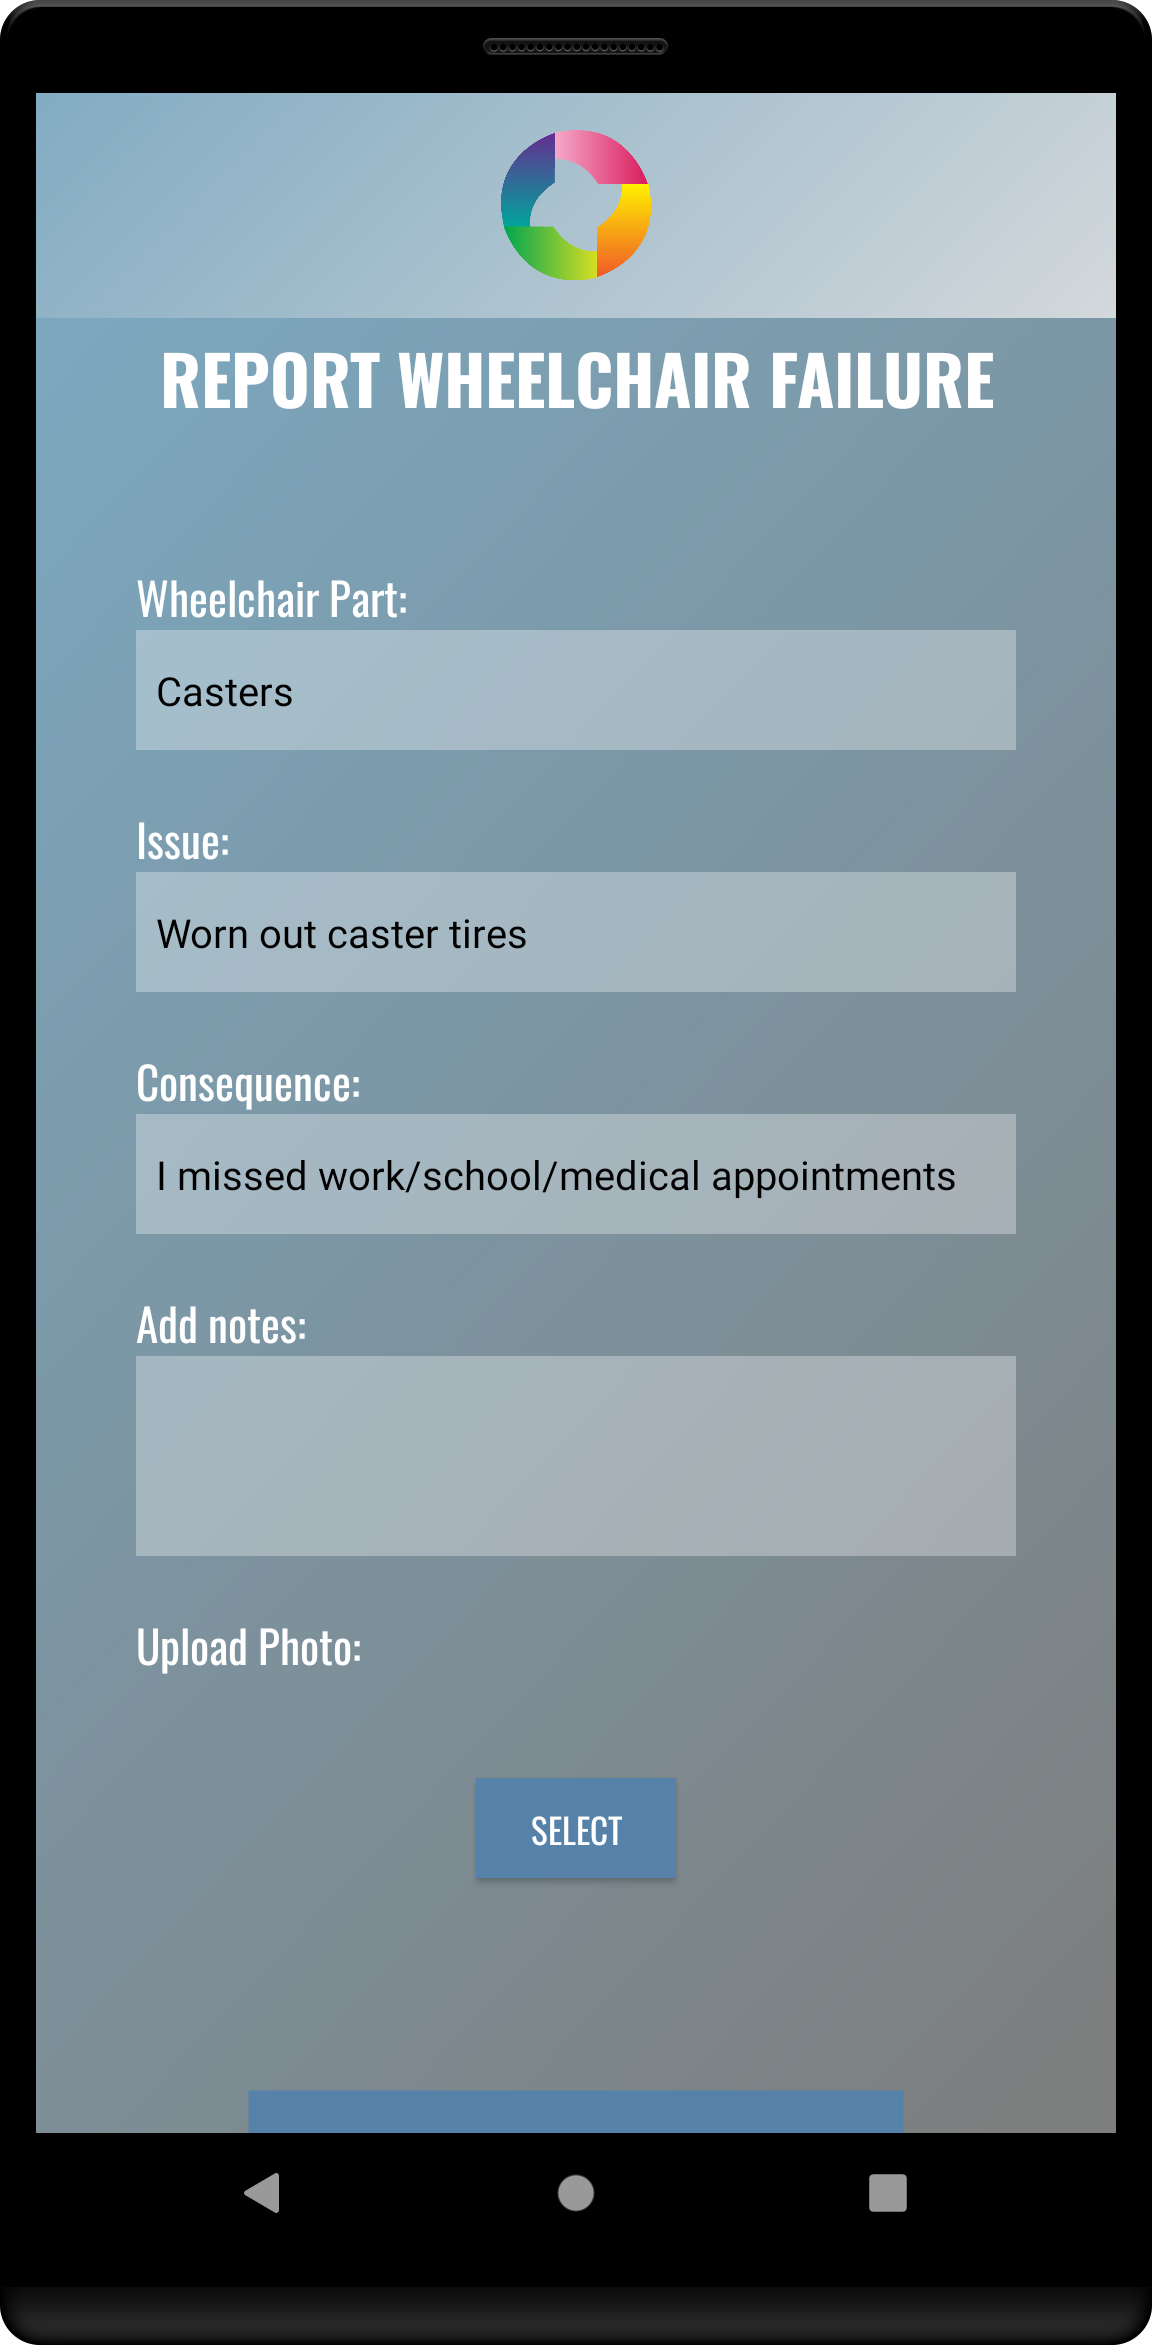 REPORT WHEELCHAIR FAILURE
Wheelchair Part:
Casters
Issue:
Worn out caster tires
Consequence:
I missed work/school/medical appointments
Add notes:
Upload Photo:
SELECT